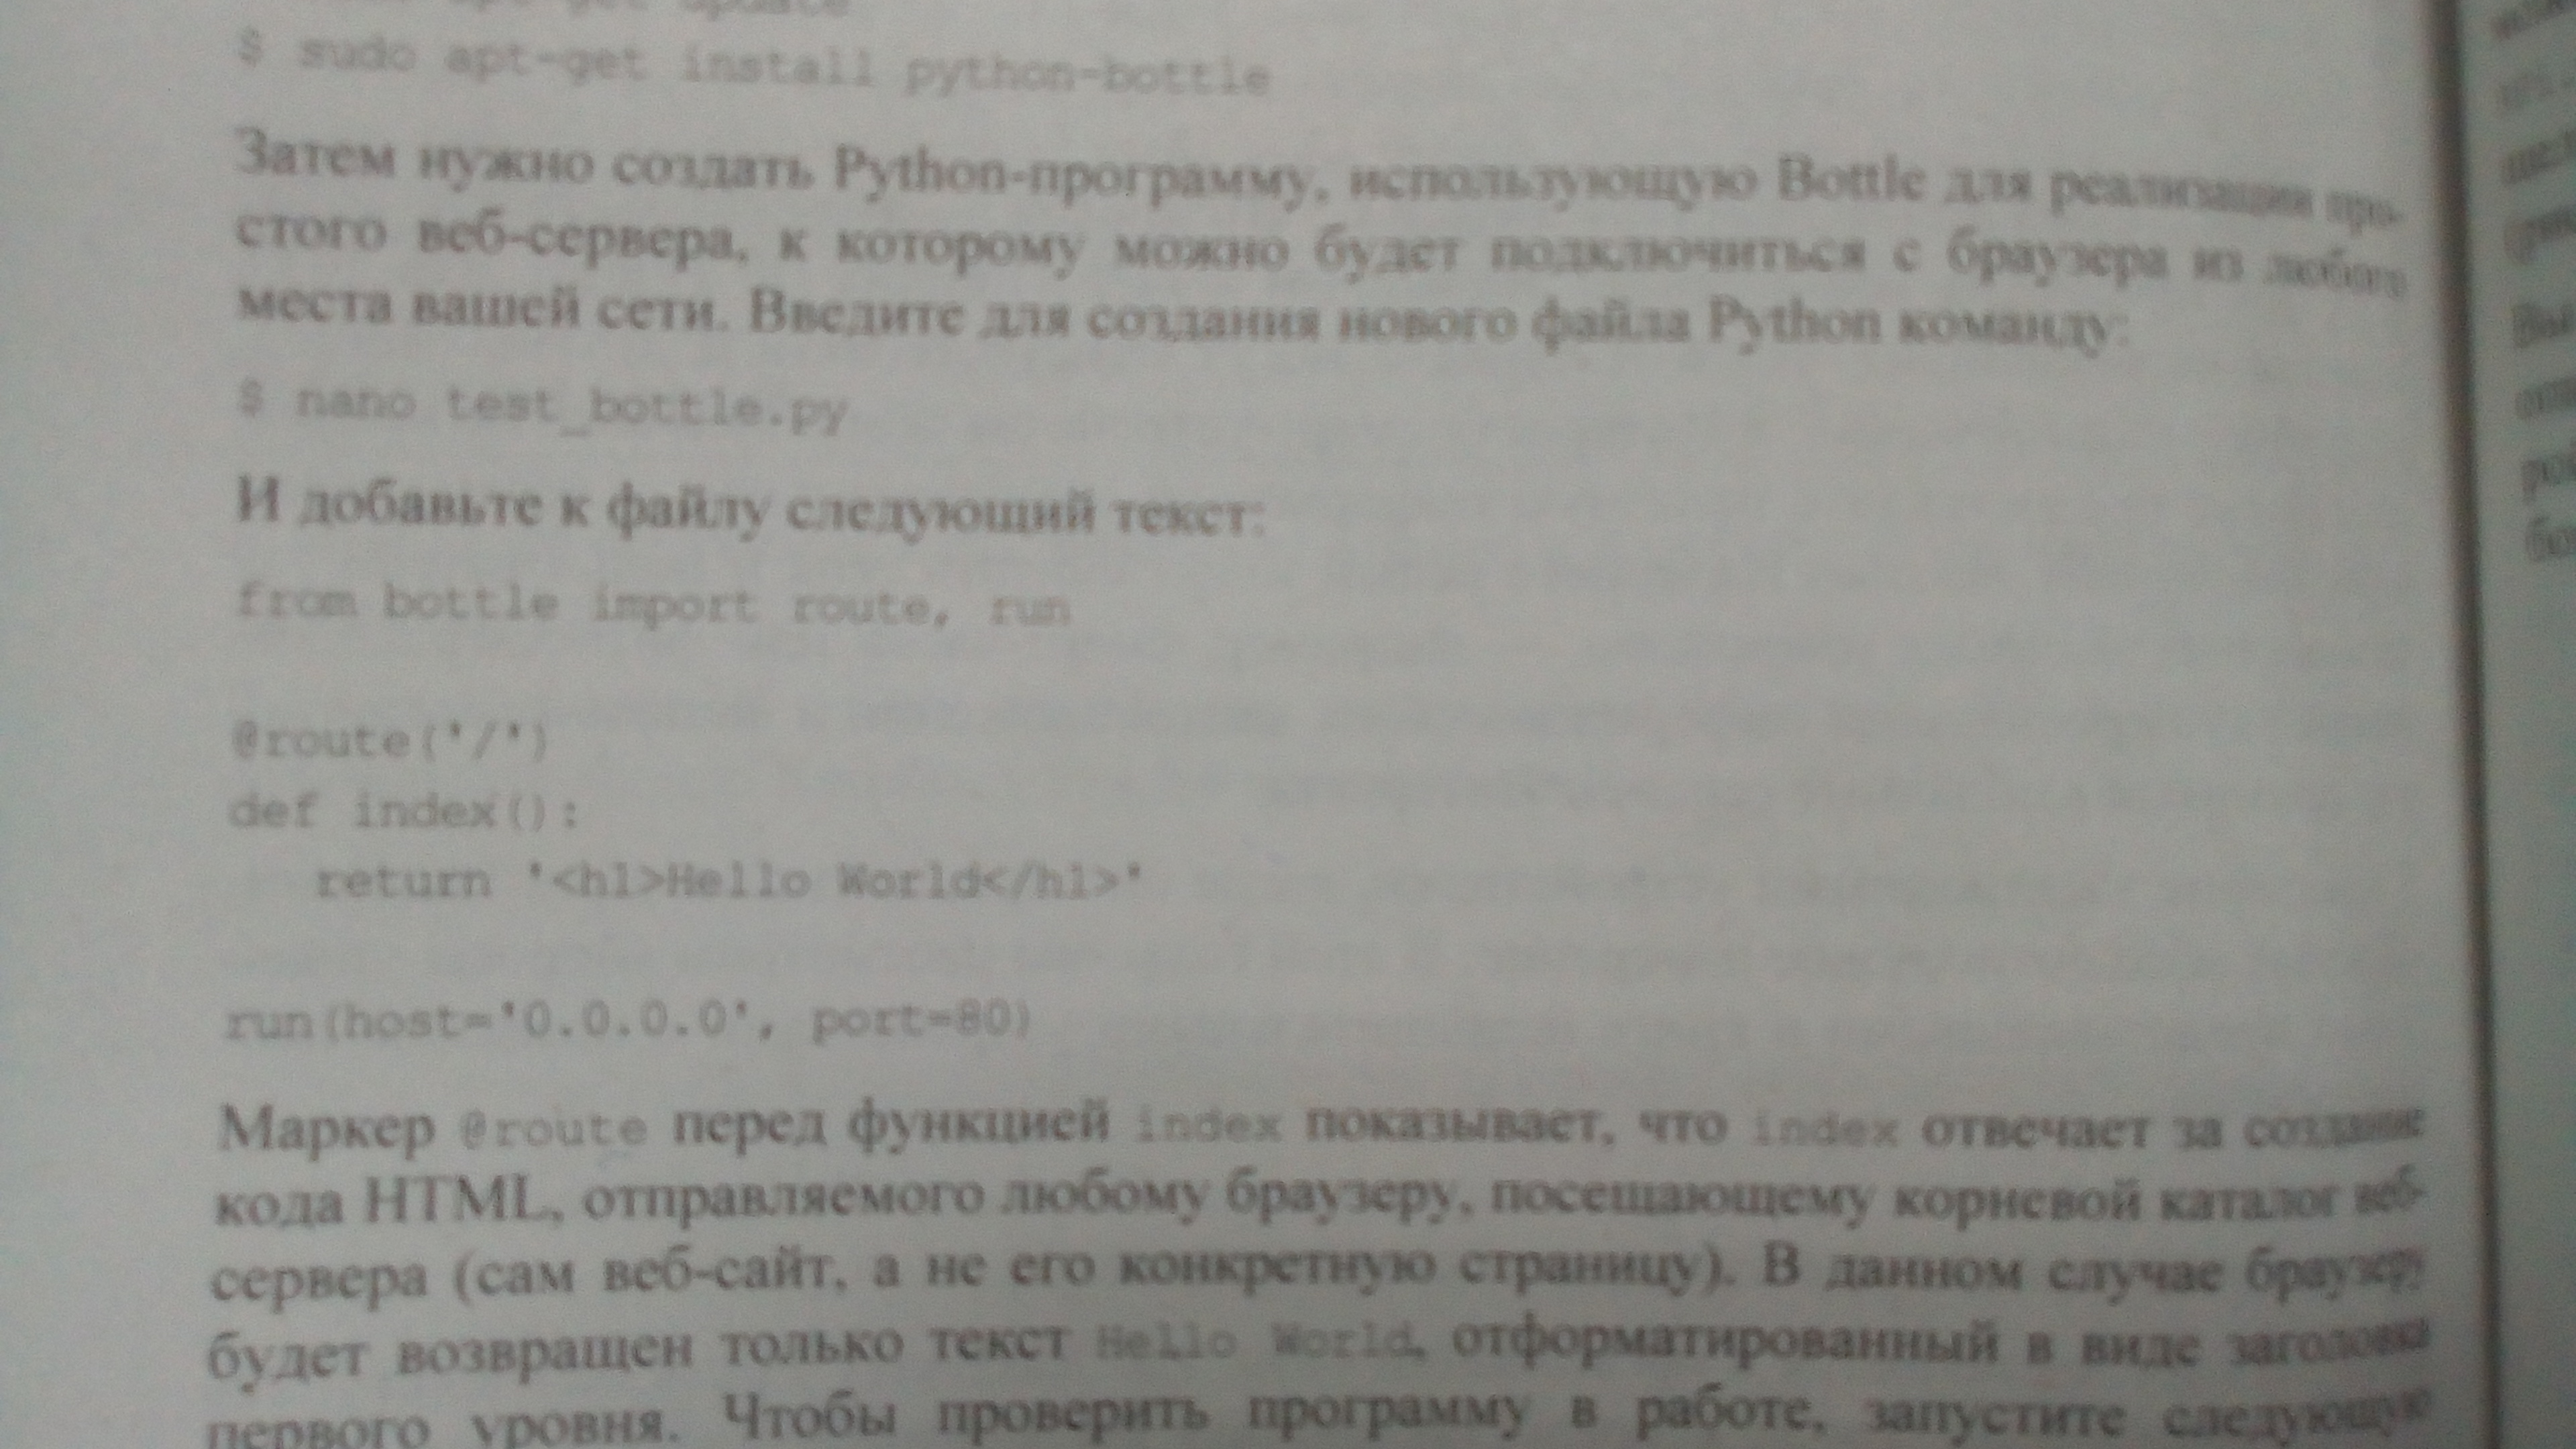 apt-get update
$ sudo apt-get install python-bottle
Затем нужно создать Python-программу, использующую Bottle для реализации про-
стого веб-сервера, к которому можно будет подключиться с браузера из любого
места вашей сети. Введите для создания нового файла Python команду:
$ nano test_bottle.py
И добавьте к файлу следующий текст:
from bottle import route, run
@route('/')
def index():
return '<h1>Hello World</h1>'
run(host='0.0.0.0', port=80)
Маркер @route перед функцией index показывает, что index отвечает за создание
кода HTML, отправляемого любому браузеру, посещающему корневой каталог веб-
сервера (сам веб-сайт, а не его конкретную страницу). В данном случае браузеру
будет возвращен только текст Hello World, отформатированный в виде заголовка
первого уровня. Чтобы проверить программу в работе, запустите следующую